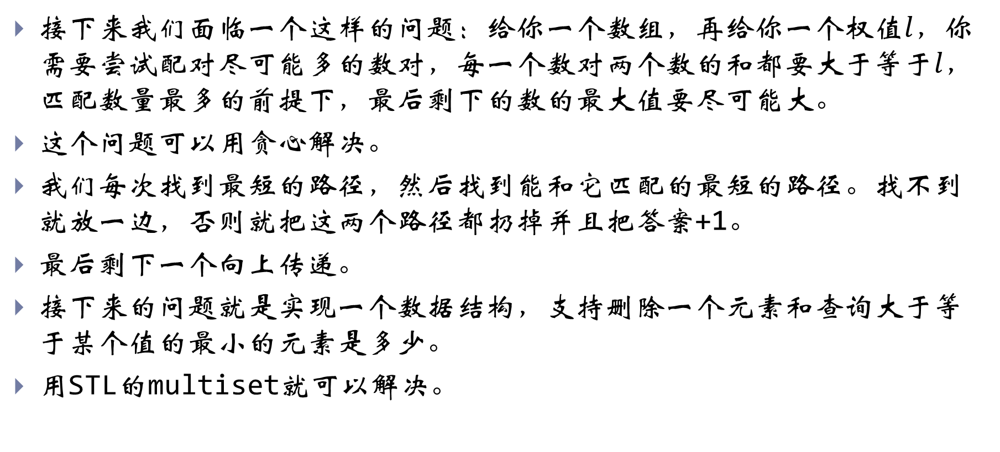 接下来我们面临一个这样的问题：给你一个数组，再给你一个权值l，你
需要尝试配对尽可能多的数对，每一个数对两个数的和都要大于等于l，
匹配数量最多的前提下，最后剩下的数的最大值要尽可能大。
这个问题可以用贪心解决。
我们每次找到最短的路径，然后找到能和它匹配的最短的路径。找不到
就放一边，否则就把这两个路径都扔掉并且把答案+1。
最后剩下一个向上传递。
接下来的问题就是实现一个数据结构，支持删除一个元素和查询大于等
于某个值的最小的元素是多少。
用STL的multiset就可以解决。